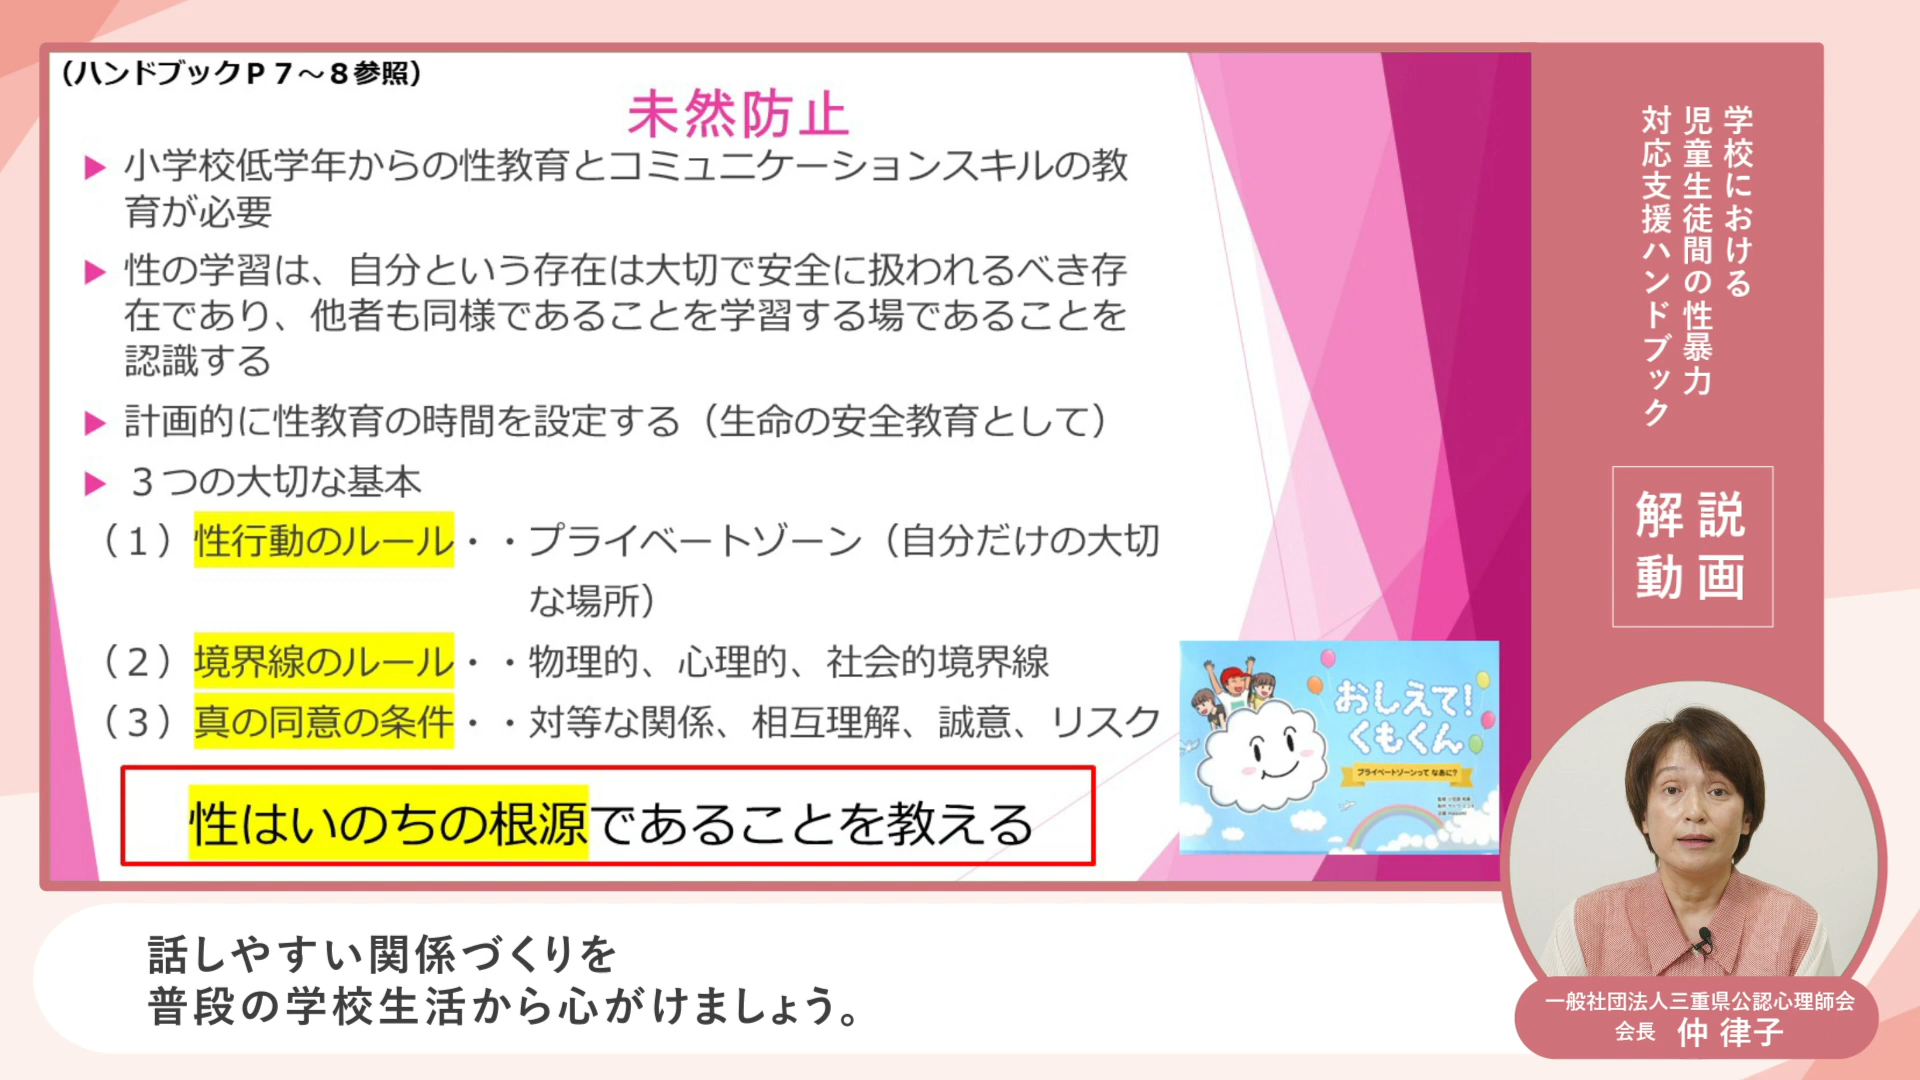 （ハンドブックＰ７～８参照）
未然防止
小学校低学年からの性教育とコミュニケーションスキルの教
育が必要
性の学習は、自分という存在は大切で安全に扱われるべき存
在であり、他者も同様であることを学習する場であることを
認識する
計画的に性教育の時間を設定する（生命の安全教育として）
３つの大切な基本
（１）性行動のルール・・プライベートゾーン（自分だけの大切
な場所）
（２）境界線のルール・・物理的、心理的、社会的境界線
（３）真の同意の条件・・対等な関係、相互理解、誠意、リスク
性はいのちの根源であることを教える
おしえて！
くもくん
プライベートゾーンって なあに？
学校における
児童生徒間の性暴力
対応支援ハンドブック
解説
動画
話しやすい関係づくりを
普段の学校生活から心がけましょう。
一般社団法人三重県公認心理師会
会長 仲 律子